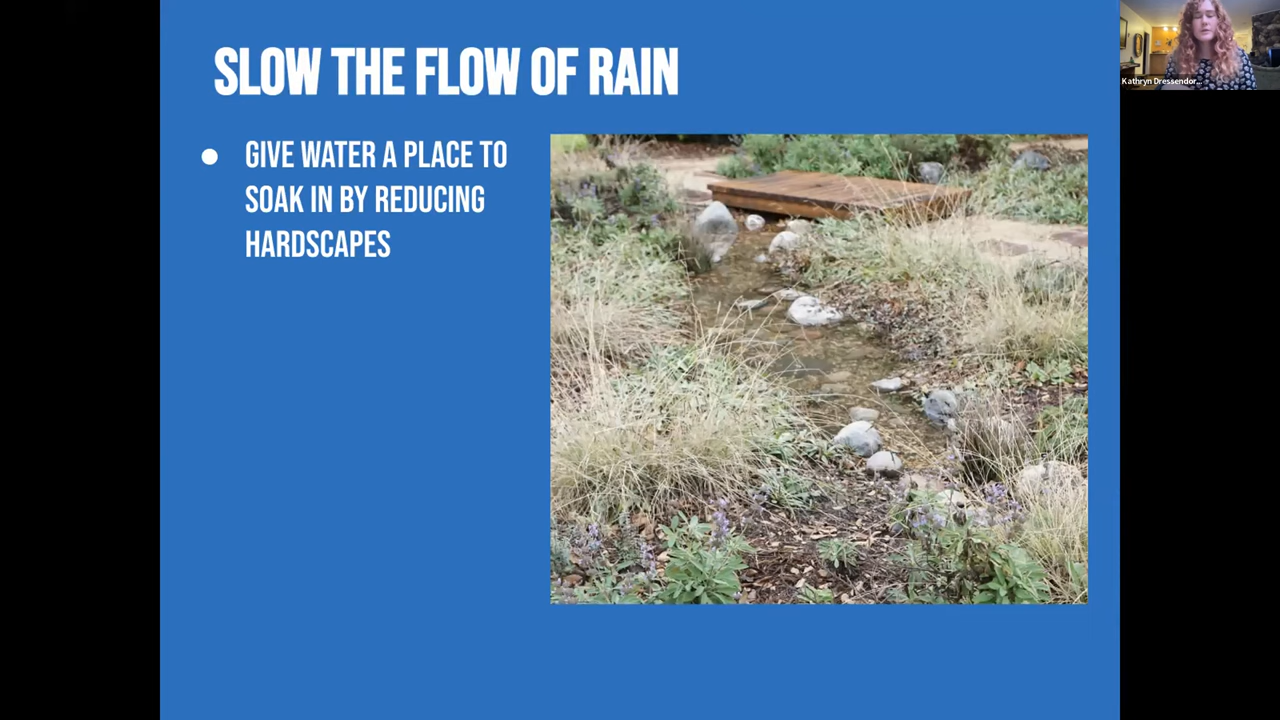 SLOW THE FLOW OF RAIN
● GIVE WATER A PLACE TO
SOAK IN BY REDUCING
HARDSCAPES
Kathryn Dressendor...